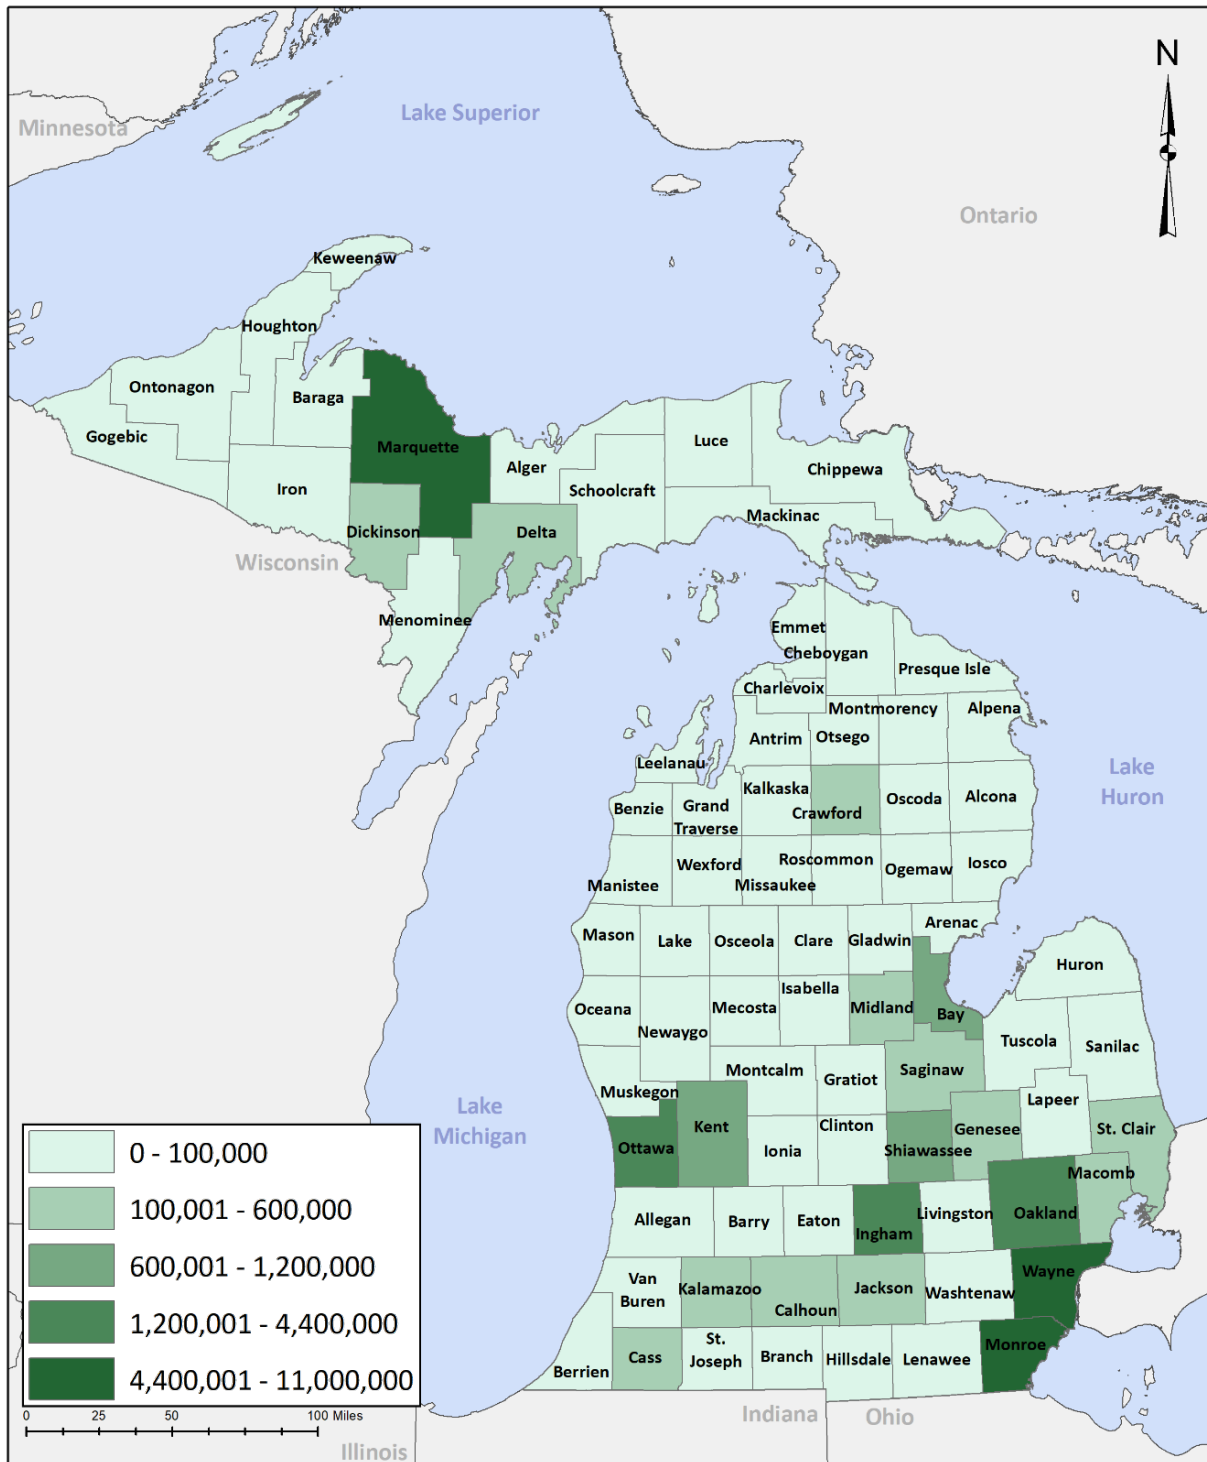 N
Lake Superior
Minnesota
Ontario
Keweenaw
Houghton
Ontonagon
Baraga
Gogebic
Marquette
Luce
Alger
Chippewa
Iron
Schoolcraft
Mackinac
Dickinson
Delta
Wisconsin
Menominee
Emmet
Cheboygan
Presque Isle
Charlevoix
Montmorency
Alpena
Antrim
Otsego
Leelanau
Lake
Huron
Kalkaska
Benzie
Grand
Traverse
Crawford
Oscoda
Alcona
Wexford
Roscommon
Ogemaw
Iosco
Manistee
Missaukee
Arenac
Mason
Lake
Osceola
Clare
Gladwin
Huron
Isabella
Oceana
Newaygo
Mecosta
Midland
Bay
Tuscola
Sanilac
Montcalm
Gratiot
Saginaw
Muskegon
Lapeer
Lake
Michigan
Ottawa
Kent
Ionia
Clinton
Shiawassee
Genesee
St. Clair
Macomb
Allegan
Barry
Eaton
Ingham
Livingston
Oakland
Van
Buren
Kalamazoo
Calhoun
Jackson
Washtenaw
Wayne
Berrien
Cass
St.
Joseph
Branch
Hillsdale
Lenawee
Monroe
0 - 100,000
100,001 - 600,000
600,001 - 1,200,000
1,200,001 - 4,400,000
4,400,001 - 11,000,000
0 25 50 100 Miles
Illinois
Indiana
Ohio